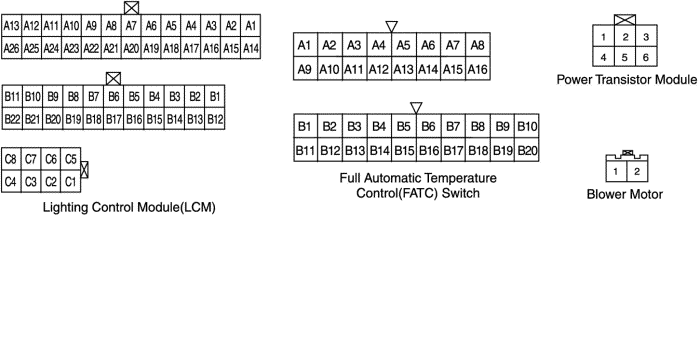 A13 A12 A11 A10 A9 A8 A7 A6 A5 A4 A3 A2 A1
A26 A25 A24 A23 A22 A21 A20 A19 A18 A17 A16 A15 A14
B11 B10 B9 B8 B7 B6 B5 B4 B3 B2 B1
B22 B21 B20 B19 B18 B17 B16 B15 B14 B13 B12
C8 C7 C6 C5
C4 C3 C2 C1
Lighting Control Module(LCM)
A1 A2 A3 A4 A5 A6 A7 A8
A9 A10 A11 A12 A13 A14 A15 A16
B1 B2 B3 B4 B5 B6 B7 B8 B9 B10
B11 B12 B13 B14 B15 B16 B17 B18 B19 B20
Full Automatic Temperature
Control(FATC) Switch
1 2 3
4 5 6
Power Transistor Module
1 2
Blower Motor